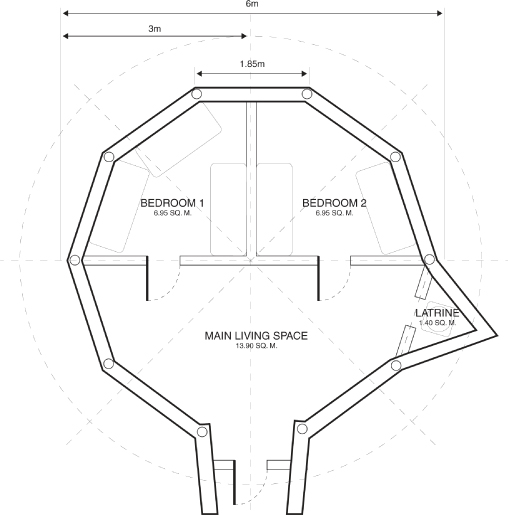 6m
3m
1.85m
BEDROOM 1
6.95 SQ. M.
BEDROOM 2
6.95 SQ. M.
LATRINE
1.40 SQ. M.
MAIN LIVING SPACE
13.90 SQ. M.